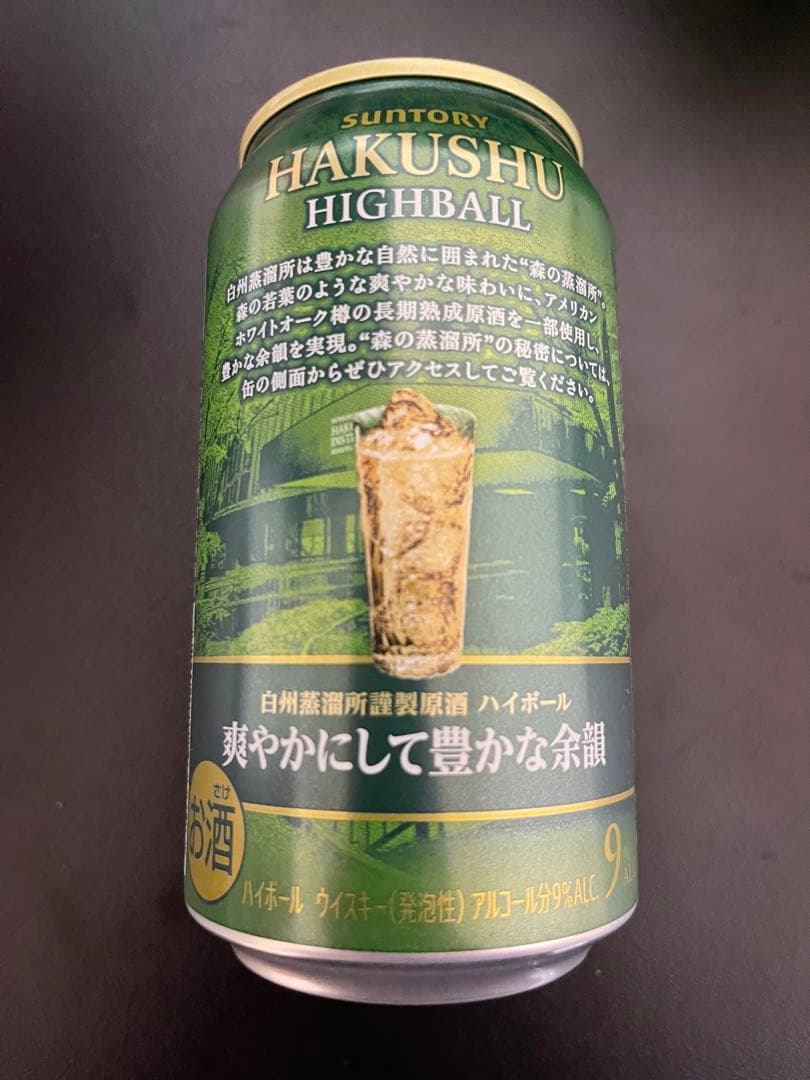 SUNTORY
HAKUSHU
HIGHBALL
白州蒸溜所は豊かな自然に囲まれた“森の蒸溜所”。
森の若葉のような爽やかな味わいに、アメリカン
ホワイトオーク樽の長期熟成原酒を一部使用し、
豊かな余韻を実現。“森の蒸溜所”の秘密については、
缶の側面からぜひアクセスしてご覧ください。
白州蒸溜所謹製原酒 ハイボール
爽やかにして豊かな余韻
さけ
お酒
9
ハイボール ウイスキー(発泡性) アルコール分9%ALC.